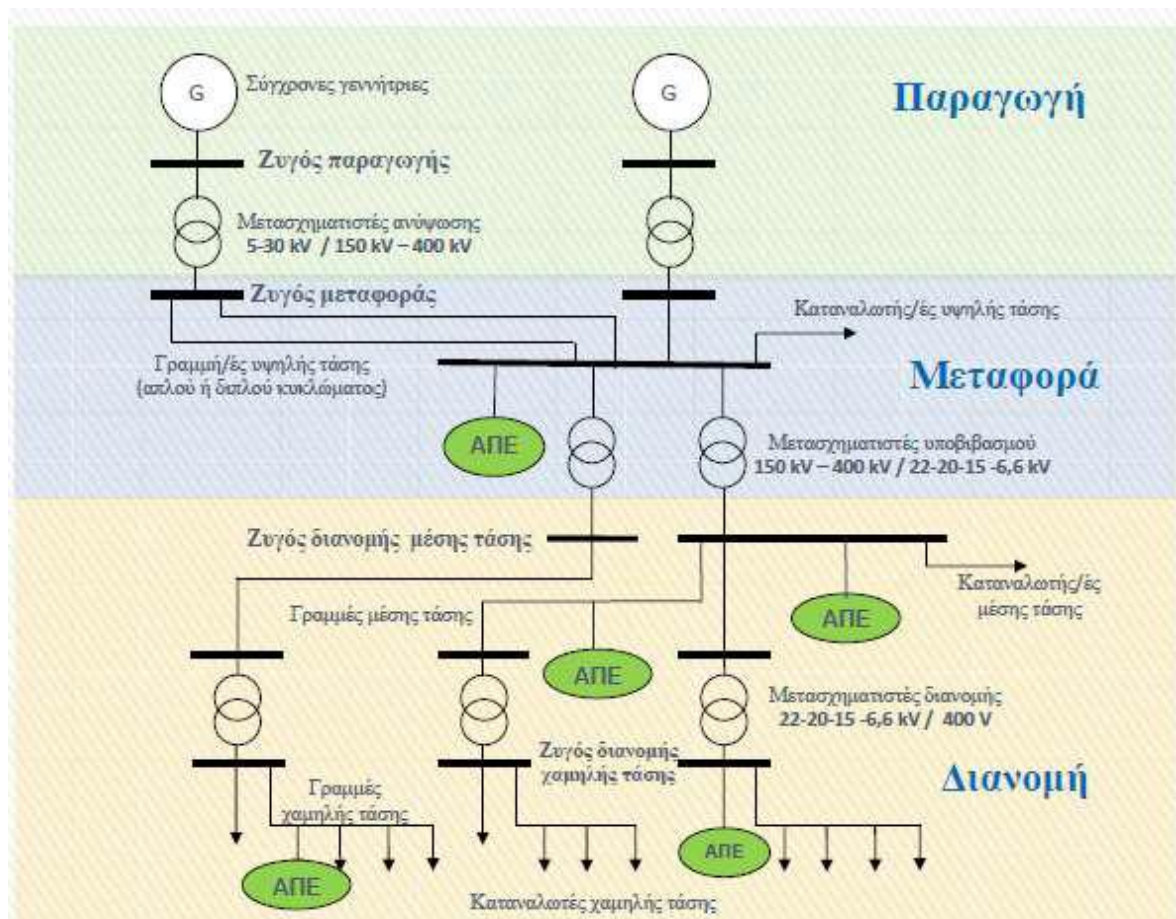 G
Σύγχρονες γεννήτριες
G
Παραγωγή
Ζυγός παραγωγής
Μετασχηματιστές ανύψωσης
5-30 kV / 150 kV – 400 kV
Ζυγός μεταφοράς
Καταναλωτής/ές υψηλής τάσης
Γραμμή/ές υψηλής τάσης
(απλού ή διπλού κυκλώματος)
Μεταφορά
ΑΠΕ
Μετασχηματιστές υποβιβασμού
150 kV – 400 kV / 22-20-15 -6,6 kV
Ζυγός διανομής μέσης τάσης
Καταναλωτής/ές
μέσης τάσης
Γραμμές μέσης τάσης
ΑΠΕ
ΑΠΕ
Μετασχηματιστές διανομής
22-20-15 -6,6 kV / 400 V
Ζυγός διανομής
χαμηλής τάσης
Διανομή
Γραμμές
χαμηλής τάσης
ΑΠΕ
ΑΠΕ
Καταναλωτές χαμηλής τάσης